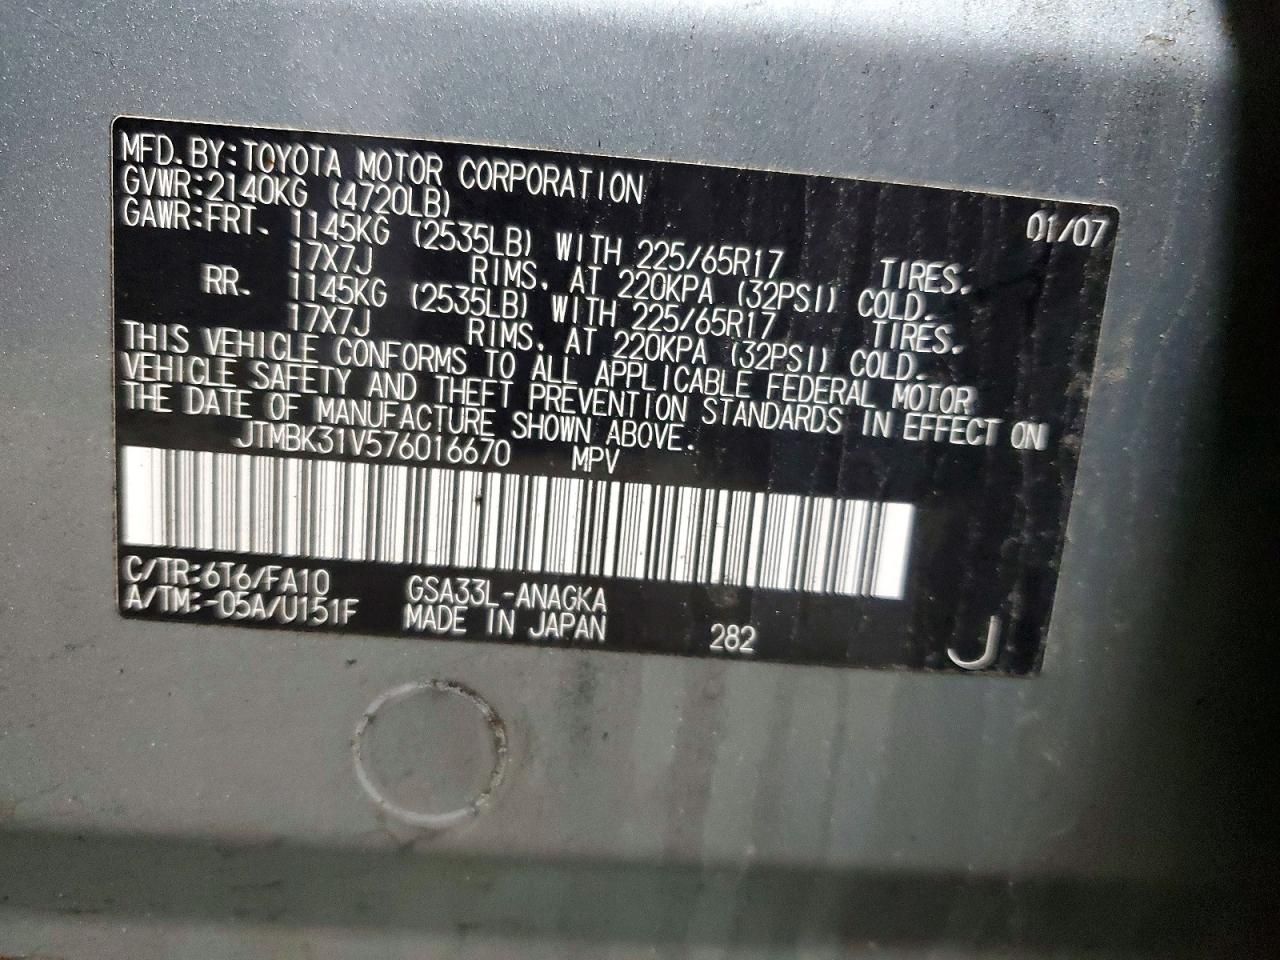 MFD. BY: TOYOTA MOTOR CORPORATION 01/07
GVWR: 2140KG (4720LB)
GAWR: FRT. 1145KG (2535LB) WITH 225/65R17 TIRES.
17X7J RIMS. AT 220KPA (32PSI) COLD.
RR. 1145KG (2535LB) WITH 225/65R17 TIRES.
17X7J RIMS. AT 220KPA (32PSI) COLD.
THIS VEHICLE CONFORMS TO ALL APPLICABLE FEDERAL MOTOR
VEHICLE SAFETY AND THEFT PREVENTION STANDARDS IN EFFECT ON
THE DATE OF MANUFACTURE SHOWN ABOVE.
JTMBK31V576016670 MPV
C/TR: 6T6/FA10 GSA33L-ANAGKA
A/TM: -05A/U151F MADE IN JAPAN 282 J